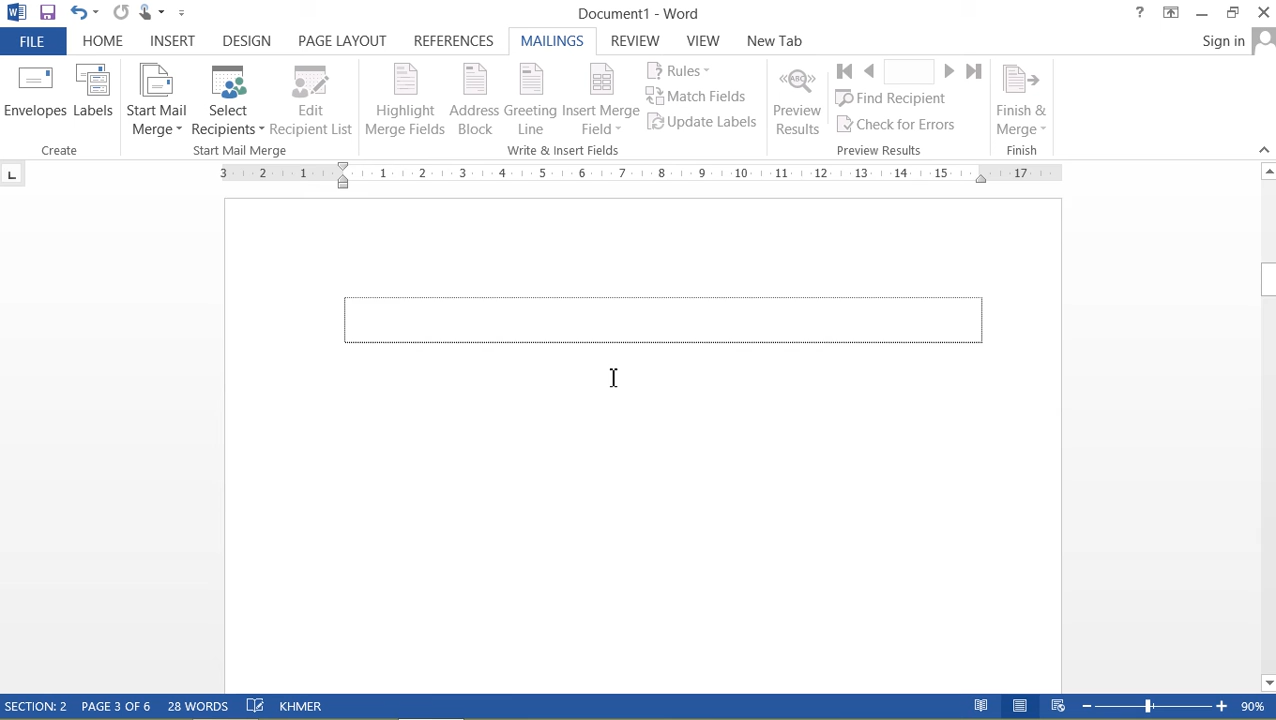 Document1 - Word
?
FILE HOME INSERT DESIGN PAGE LAYOUT REFERENCES MAILINGS REVIEW VIEW New Tab Sign in
Envelopes
Labels
Create
Start Mail
Merge
Select
Recipients
Edit
Recipient List
Start Mail Merge
Highlight
Merge Fields
Address
Block
Greeting
Line
Insert Merge
Field
Rules
Match Fields
Update Labels
Write & Insert Fields
ABC
Preview
Results
Find Recipient
Check for Errors
Preview Results
Finish &
Merge
Finish
3 2 1 1 2 3 4 5 6 7 8 9 10 11 12 13 14 15 17
SECTION: 2 PAGE 3 OF 6 28 WORDS KHMER 90%